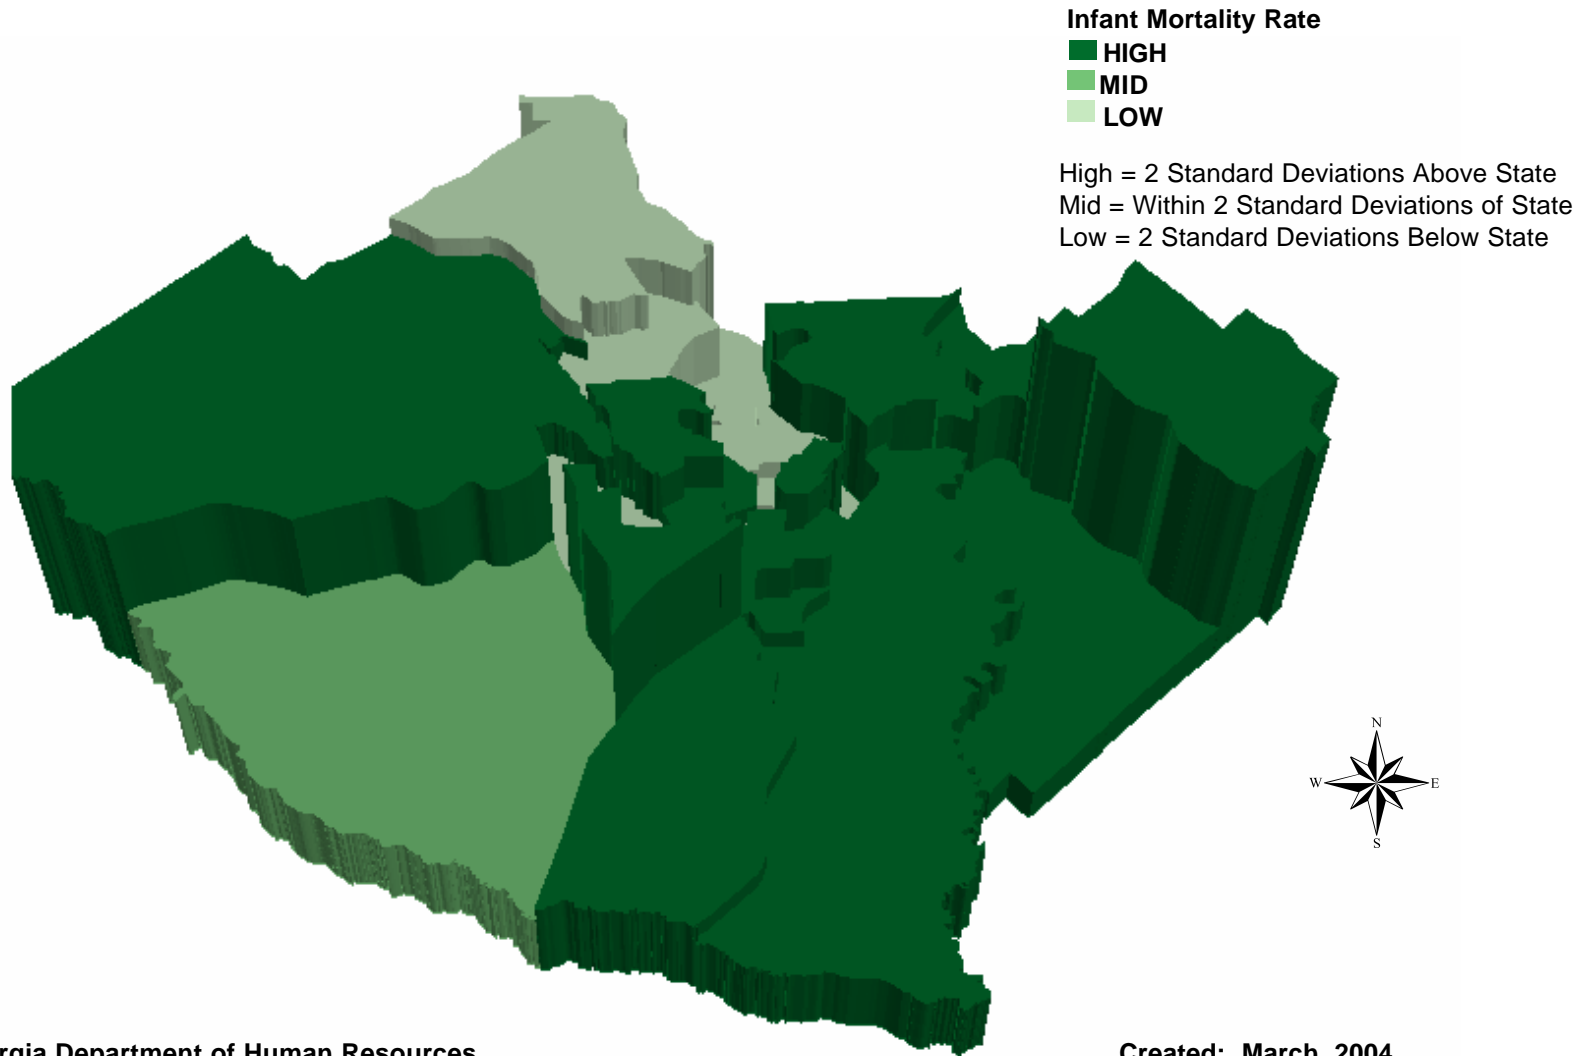 Infant Mortality Rate
HIGH
MID
LOW
High = 2 Standard Deviations Above State
Mid = Within 2 Standard Deviations of State
Low = 2 Standard Deviations Below State
N
W E
S
Department of Human Resources
Created: March, 2004